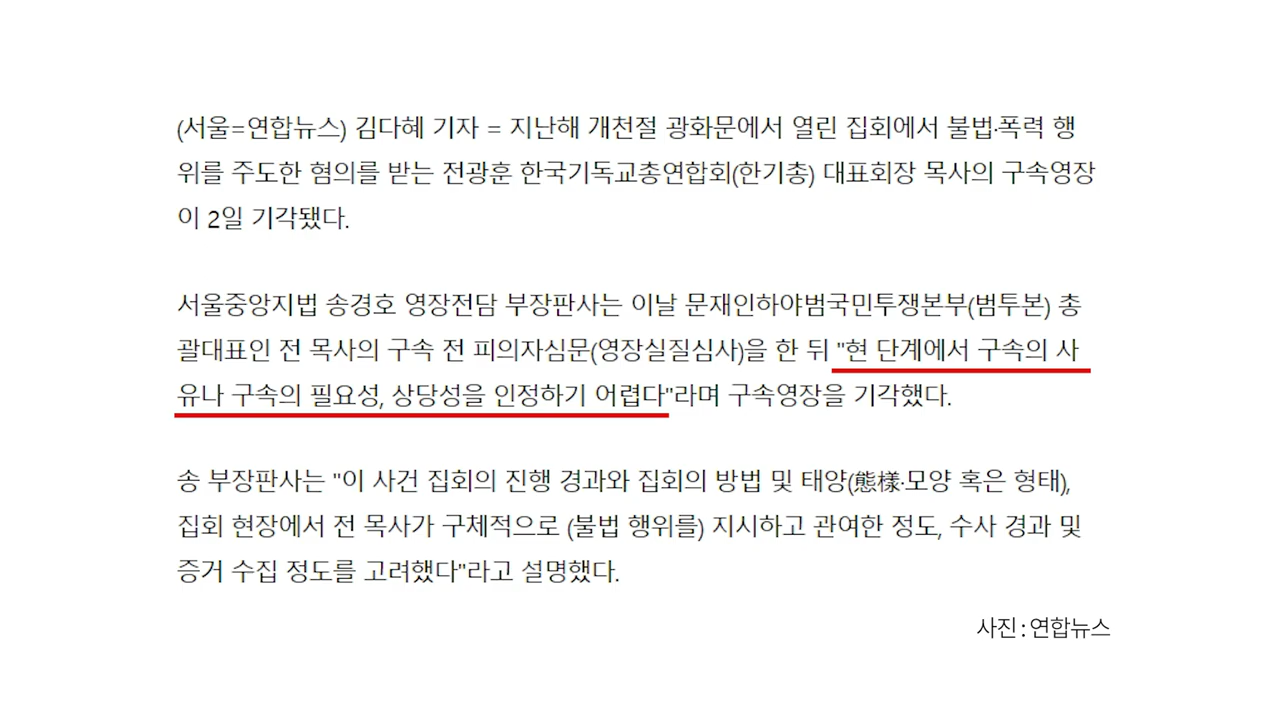 (서울=연합뉴스) 김다혜 기자 = 지난해 개천절 광화문에서 열린 집회에서 불법·폭력 행
위를 주도한 혐의를 받는 전광훈 한국기독교총연합회(한기총) 대표회장 목사의 구속영장
이 2일 기각됐다.
서울중앙지법 송경호 영장전담 부장판사는 이날 문재인하야범국민투쟁본부(범투본) 총
괄대표인 전 목사의 구속 전 피의자심문(영장실질심사)을 한 뒤 "현 단계에서 구속의 사
유나 구속의 필요성, 상당성을 인정하기 어렵다"라며 구속영장을 기각했다.
송 부장판사는 "이 사건 집회의 진행 경과와 집회의 방법 및 태양(態樣·모양 혹은 형태),
집회 현장에서 전 목사가 구체적으로 (불법 행위를) 지시하고 관여한 정도, 수사 경과 및
증거 수집 정도를 고려했다"라고 설명했다.
사진 : 연합뉴스